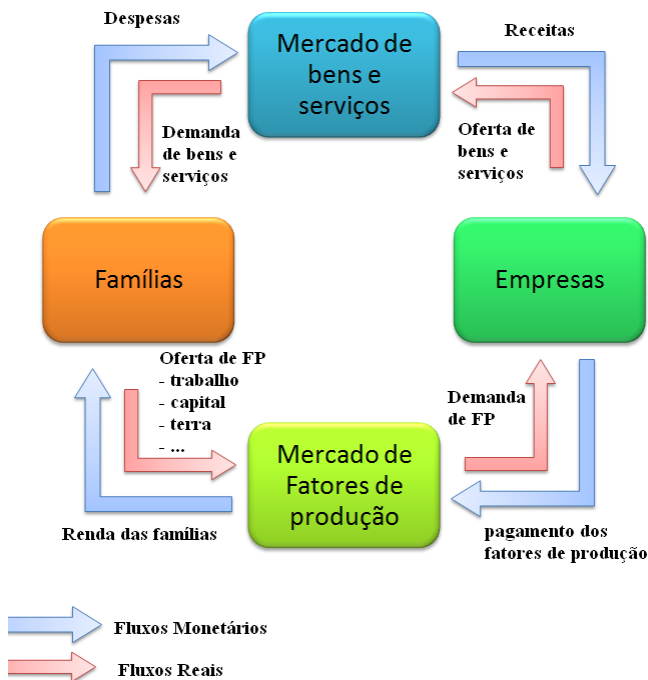 Despesas
Mercado de
bens e
serviços
Receitas
Demanda
de bens e
serviços
Oferta de
bens e
serviços
Famílias
Empresas
Oferta de FP
- trabalho
- capital
- terra
- ...
Demanda
de FP
Mercado de
Fatores de
produção
Renda das famílias
pagamento dos
fatores de produção
Fluxos Monetários
Fluxos Reais